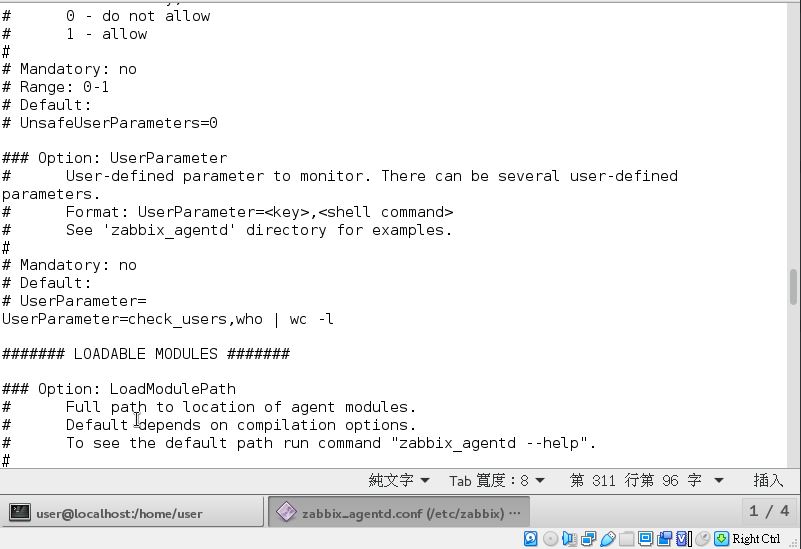 #      0 - do not allow
#      1 - allow
#
# Mandatory: no
# Range: 0-1
# Default:
# UnsafeUserParameters=0
### Option: UserParameter
#      User-defined parameter to monitor. There can be several user-defined
parameters.
#      Format: UserParameter=<key>,<shell command>
#      See 'zabbix_agentd' directory for examples.
#
# Mandatory: no
# Default:
# UserParameter=
UserParameter=check_users,who | wc -l
####### LOADABLE MODULES #######
### Option: LoadModulePath
#      Full path to location of agent modules.
#      Default depends on compilation options.
#      To see the default path run command "zabbix_agentd --help".
#
純文字 Tab 寬度：8 第 311 行第 96 字 插入
user@localhost:/home/user zabbix_agentd.conf (/etc/zabbix) ··· 1 / 4
Right Ctrl